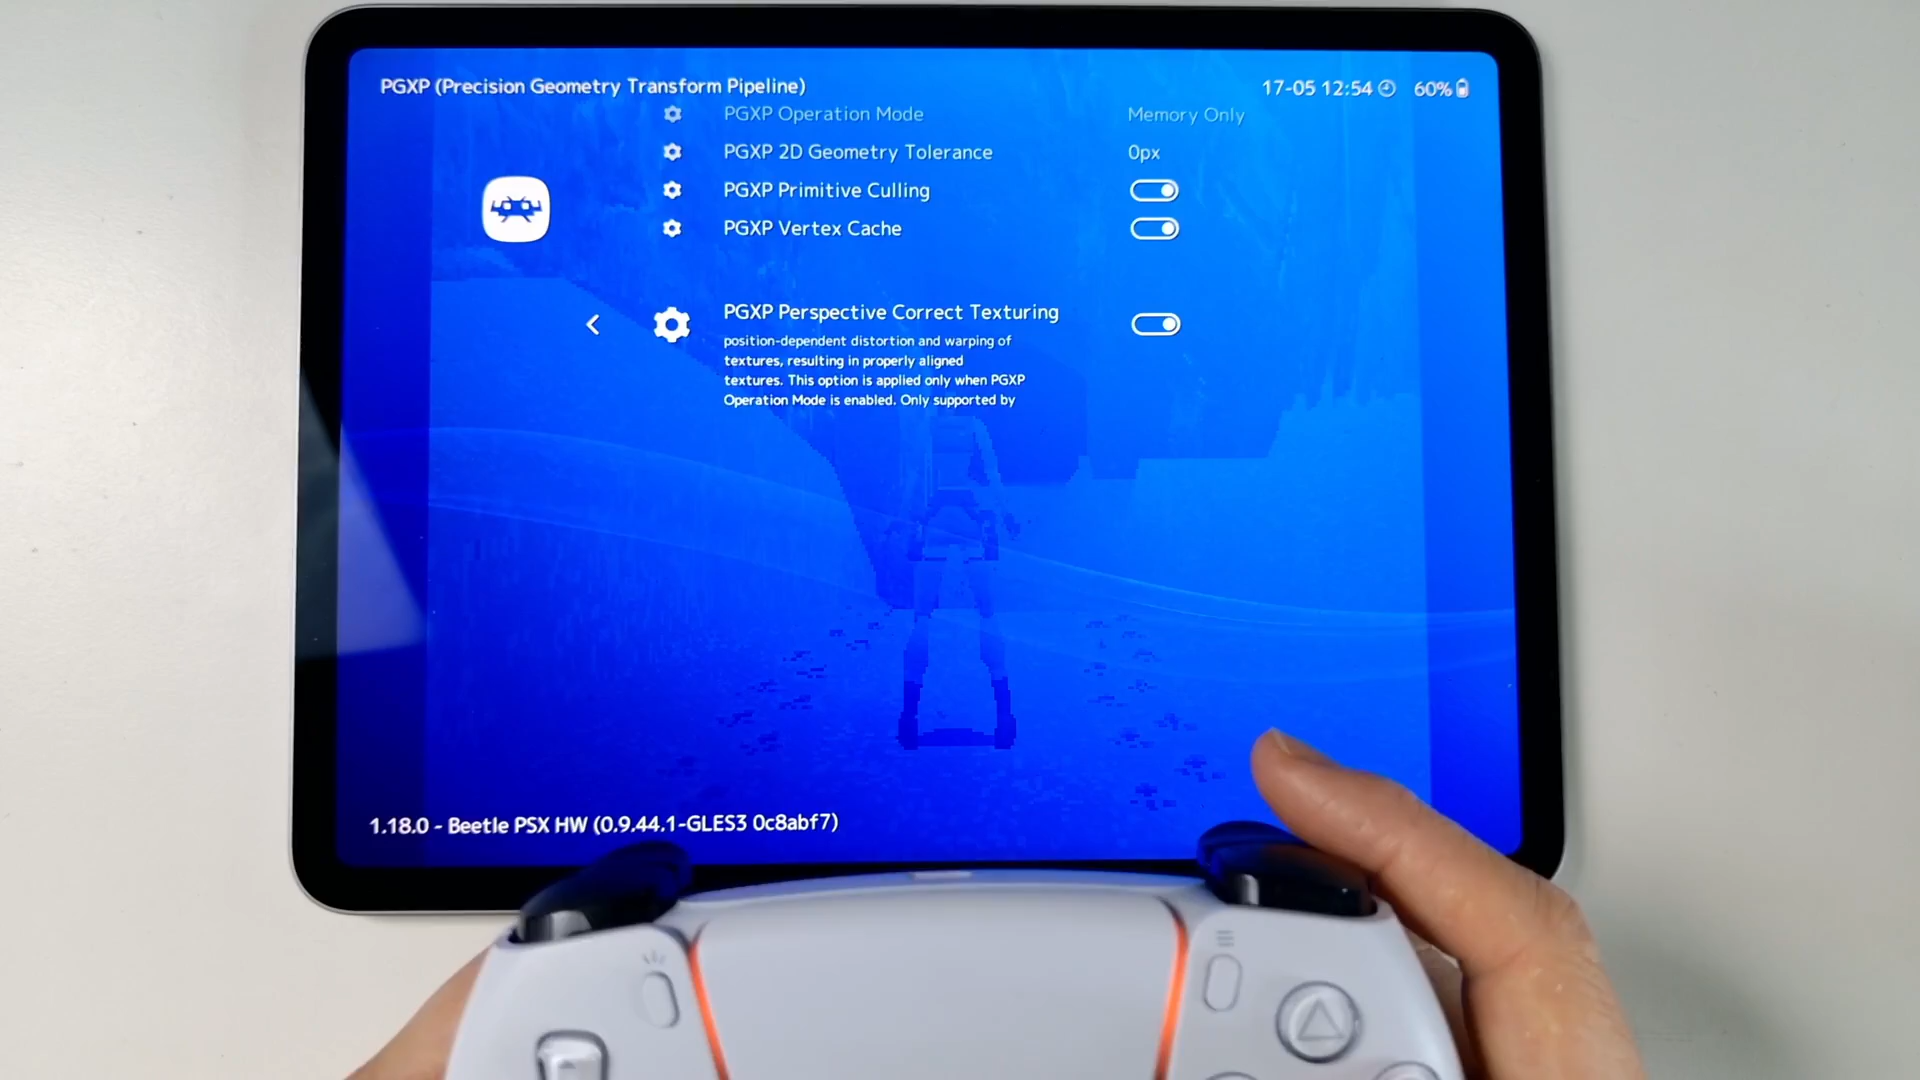 PGXP (Precision Geometry Transform Pipeline)
17-05 12:54 60%
PGXP Operation Mode Memory Only
PGXP 2D Geometry Tolerance 0px
PGXP Primitive Culling
PGXP Vertex Cache
PGXP Perspective Correct Texturing
position-dependent distortion and warping of
textures, resulting in properly aligned
textures. This option is applied only when PGXP
Operation Mode is enabled. Only supported by
1.18.0 - Beetle PSX HW (0.9.44.1-GLES3 0c8abf7)